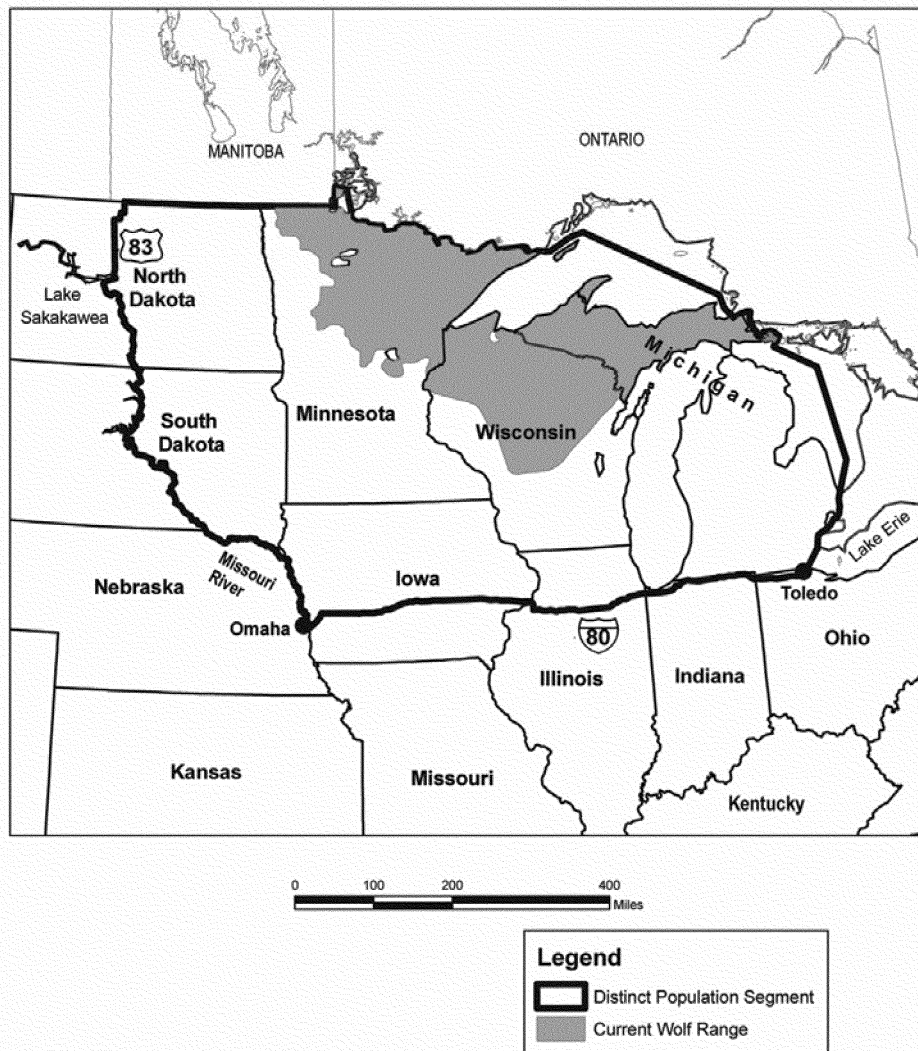 MANITOBA
ONTARIO
83
North
Dakota
Lake
Sakakawea
Michigan
South
Dakota
Minnesota
Wisconsin
Lake Erie
Missouri
River
Nebraska
Iowa
Toledo
Omaha
80
Ohio
Illinois
Indiana
Kansas
Missouri
Kentucky
0 100 200 400
Miles
Legend
Distinct Population Segment
Current Wolf Range